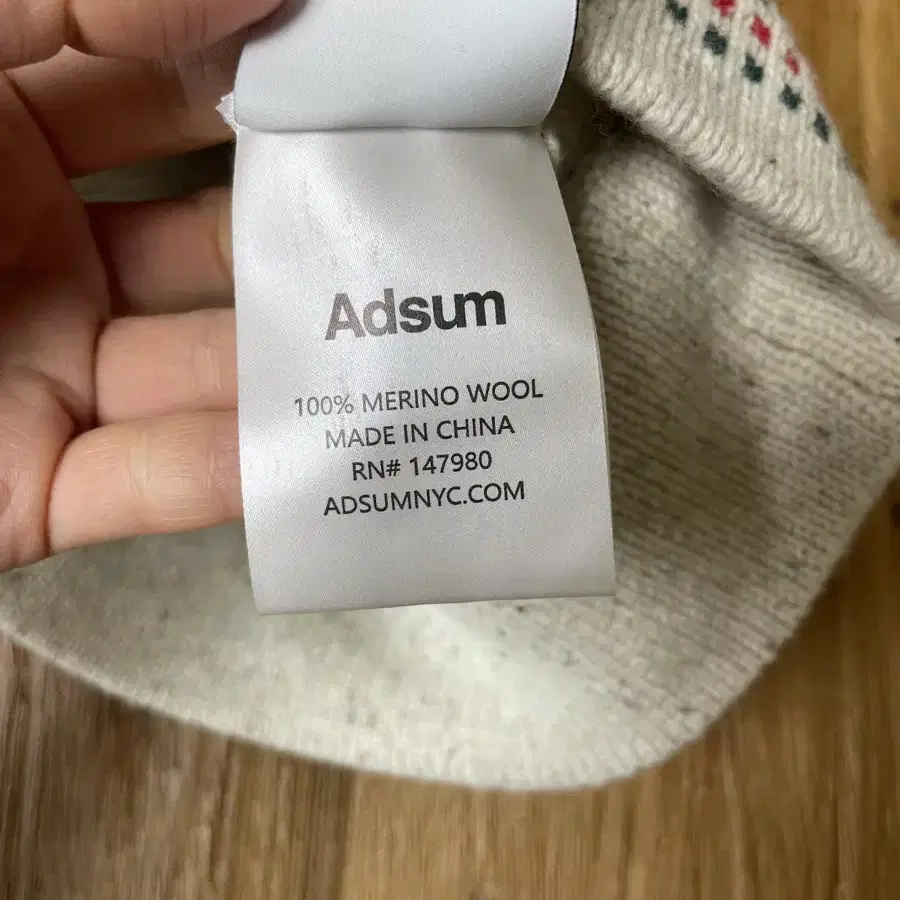 Adsum
100% MERINO WOOL
MADE IN CHINA
RN# 147980
ADSUMNYC.COM